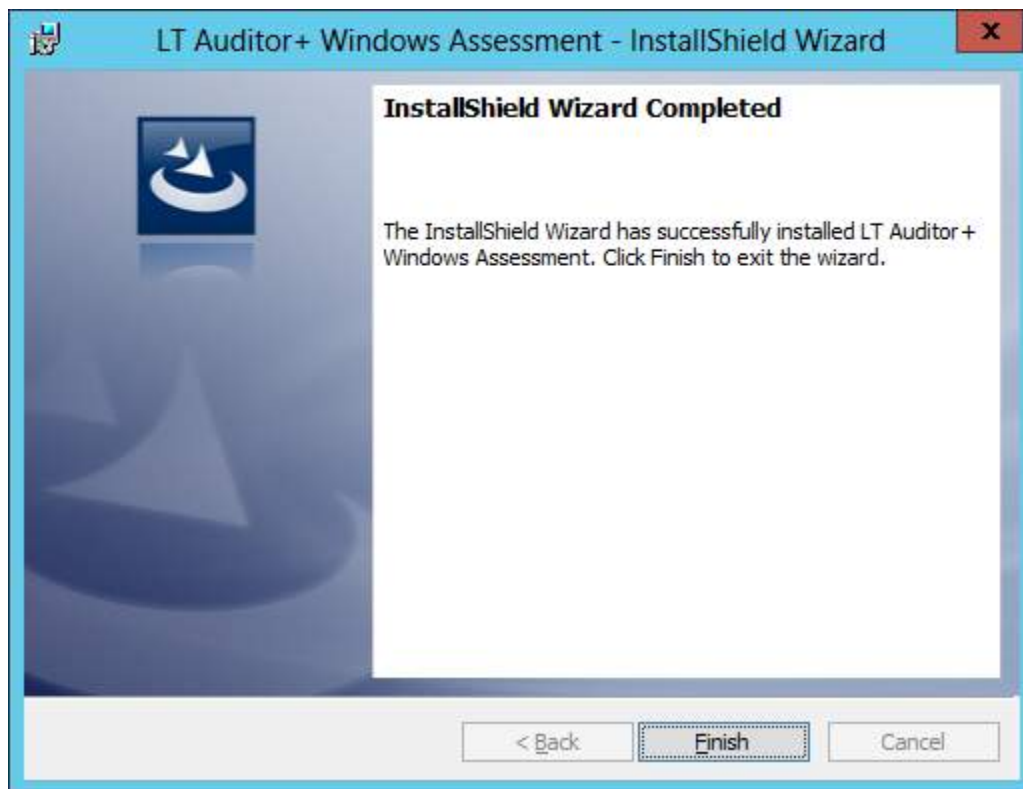 LT Auditor+ Windows Assessment - InstallShield Wizard
x
InstallShield Wizard Completed
The InstallShield Wizard has successfully installed LT Auditor+
Windows Assessment. Click Finish to exit the wizard.
< Back
Finish
Cancel